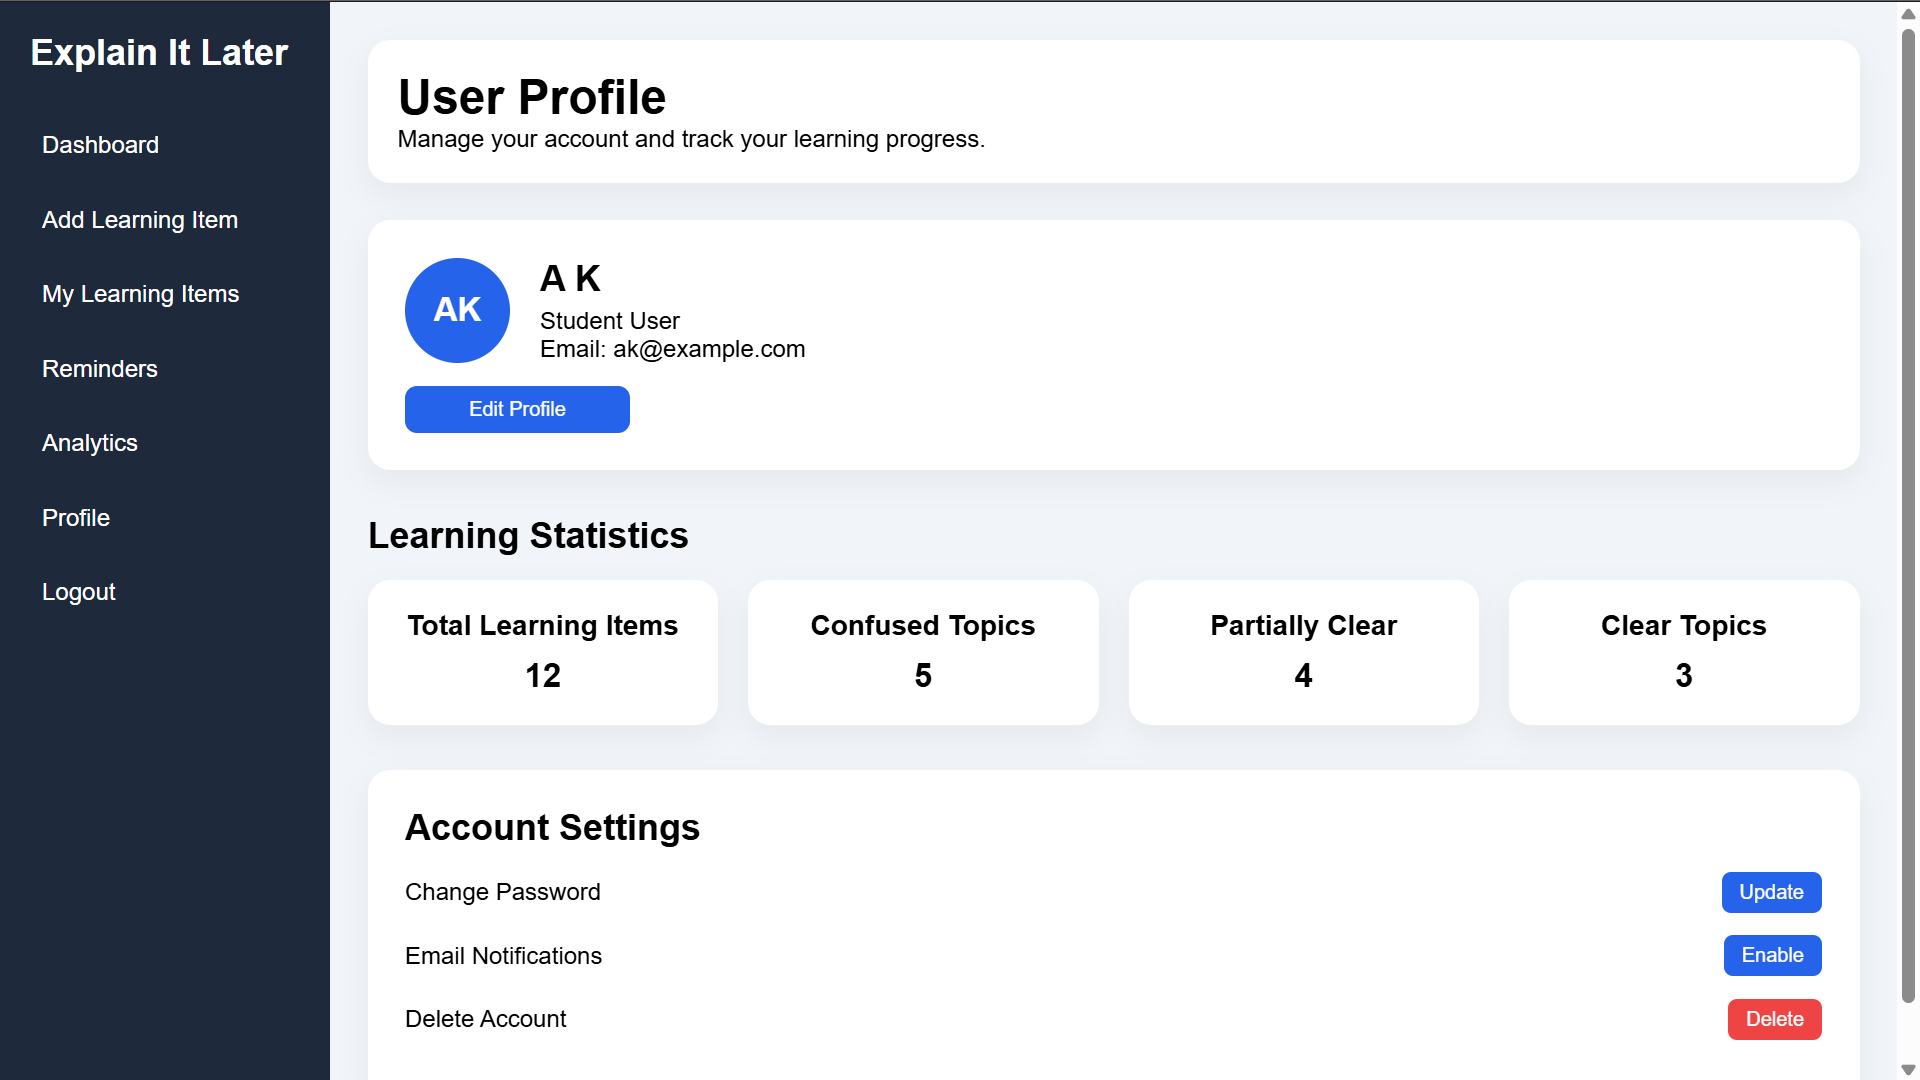 Explain It Later
Dashboard
Add Learning Item
My Learning Items
Reminders
Analytics
Profile
Logout
User Profile
Manage your account and track your learning progress.
AK
A K
Student User
Email: ak@example.com
Edit Profile
Learning Statistics
Total Learning Items
12
Confused Topics
5
Partially Clear
4
Clear Topics
3
Account Settings
Change Password
Update
Email Notifications
Enable
Delete Account
Delete